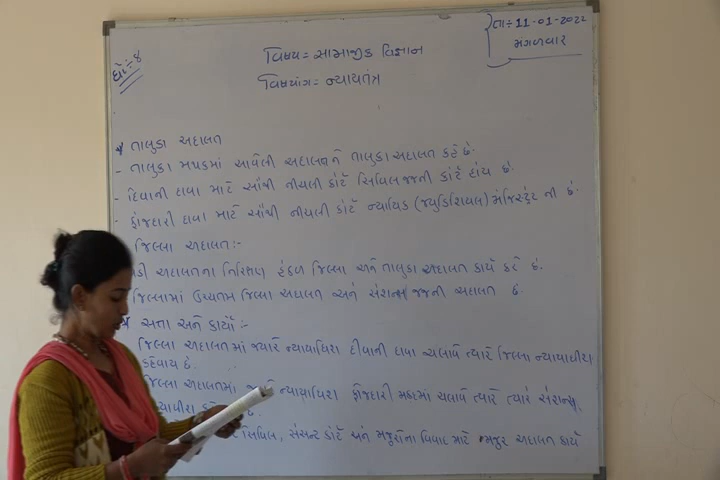 તા÷ 11-01-2022
મંગળવાર
ધો÷ ૪
વિષય = સામાજીક વિજ્ઞાન
વિષયાંગ = ન્યાયતંત્ર
* તાલુકા અદાલત
- તાલુકા મથકમાં આવેલી અદાલતને તાલુકા અદાલત કહે છે.
- દિવાની દાવા માટે સૌથી નીચલી કોર્ટ સિવિલ જજની કોર્ટ હોય છે.
- ફોજદારી દાવા માટે સૌથી નીચલી કોર્ટ ન્યાયિક (જ્યુડિશિયલ) મેજિસ્ટ્રેટ ની છે.
જિલ્લા અદાલત :-
ડી અદાલતના નિરિક્ષણ હેઠળ જિલ્લા અને તાલુકા અદાલત કાર્ય કરે છે.
જિલ્લામાં ઉચ્ચતમ જિલ્લા અદાલત અને સેશન્સ જજની અદાલત છે.
* સત્તા અને કાર્યો :-
જિલ્લા અદાલતમાં જ્યારે ન્યાયાધિશ દીવાની દાવા ચલાવે ત્યારે જિલ્લા ન્યાયાધીશ
કહેવાય છે.
જિલ્લા અદાલતમાં ન્યાયાધિશ ફોજદારી મુકદમાં ચલાવે ત્યારે ત્યારે સેશન્સ
છે.
સિવિલ, સેસન્ટ કોર્ટ અને મજુરોના વિવાદ માટે મજુર અદાલત કાર્ય